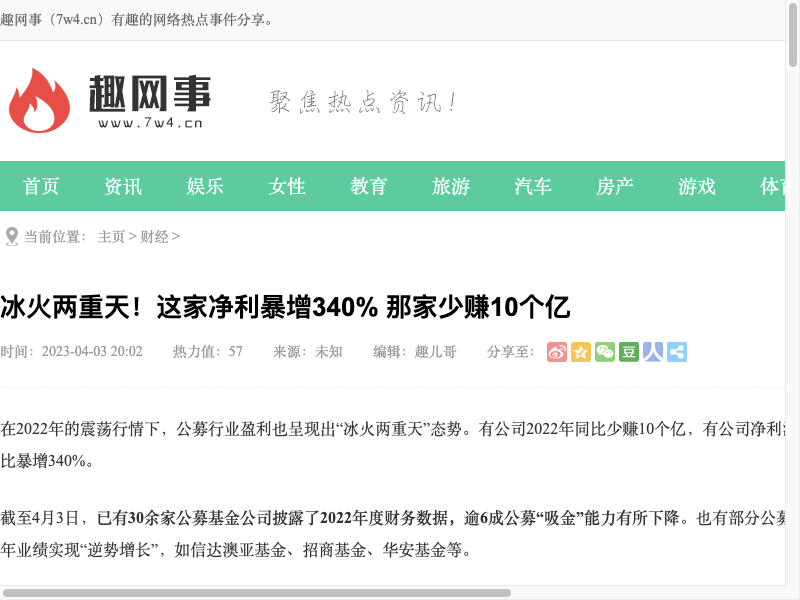 趣网事（7w4.cn）有趣的网络热点事件分享。
趣网事
www.7w4.cn
聚焦热点资讯！
首页 资讯 娱乐 女性 教育 旅游 汽车 房产 游戏 体育
当前位置： 主页 > 财经 >
冰火两重天！这家净利暴增340% 那家少赚10个亿
时间：2023-04-03 20:02 热力值：57 来源：未知 编辑：趣儿哥 分享至：
豆
在2022年的震荡行情下，公募行业盈利也呈现出“冰火两重天”态势。有公司2022年同比少赚10个亿，有公司净利
比暴增340%。
截至4月3日，已有30余家公募基金公司披露了2022年度财务数据，逾6成公募“吸金”能力有所下降。也有部分公募
年业绩实现“逆势增长”，如信达澳亚基金、招商基金、华安基金等。